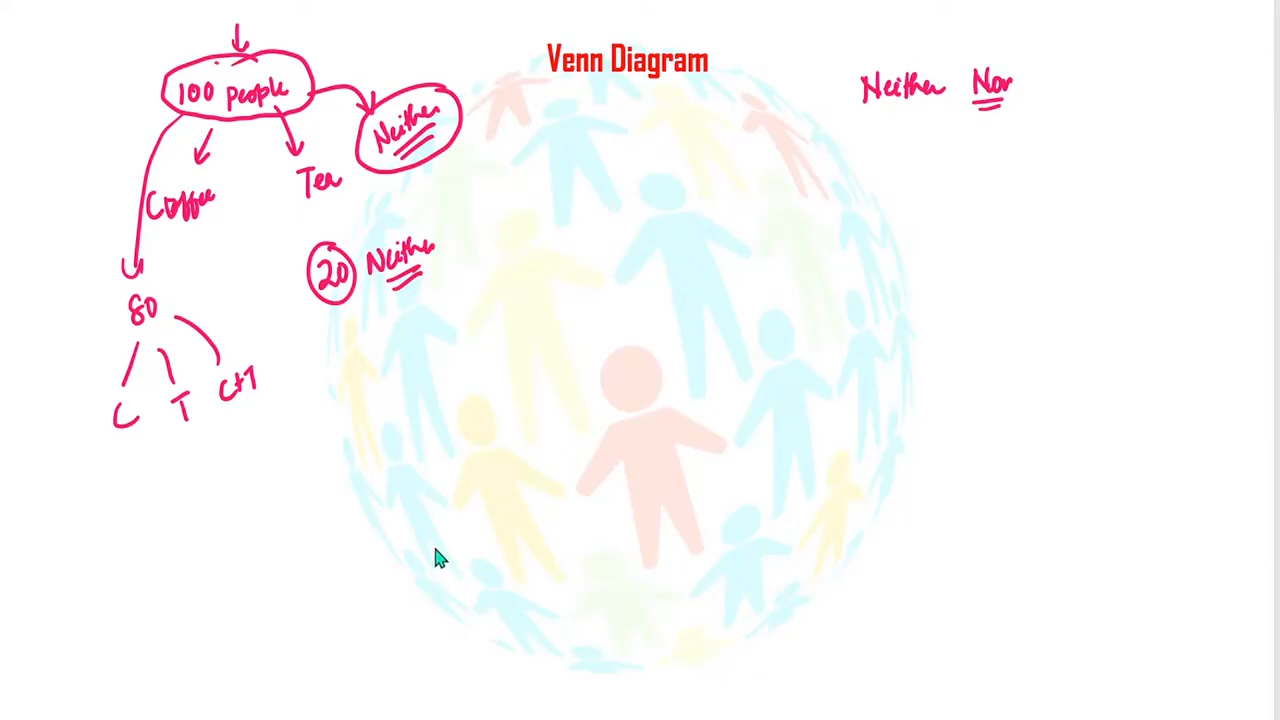 Venn Diagram
100 people
Neither Nor
Neither
Coffee
Tea
20 Neither
80
C T C+T